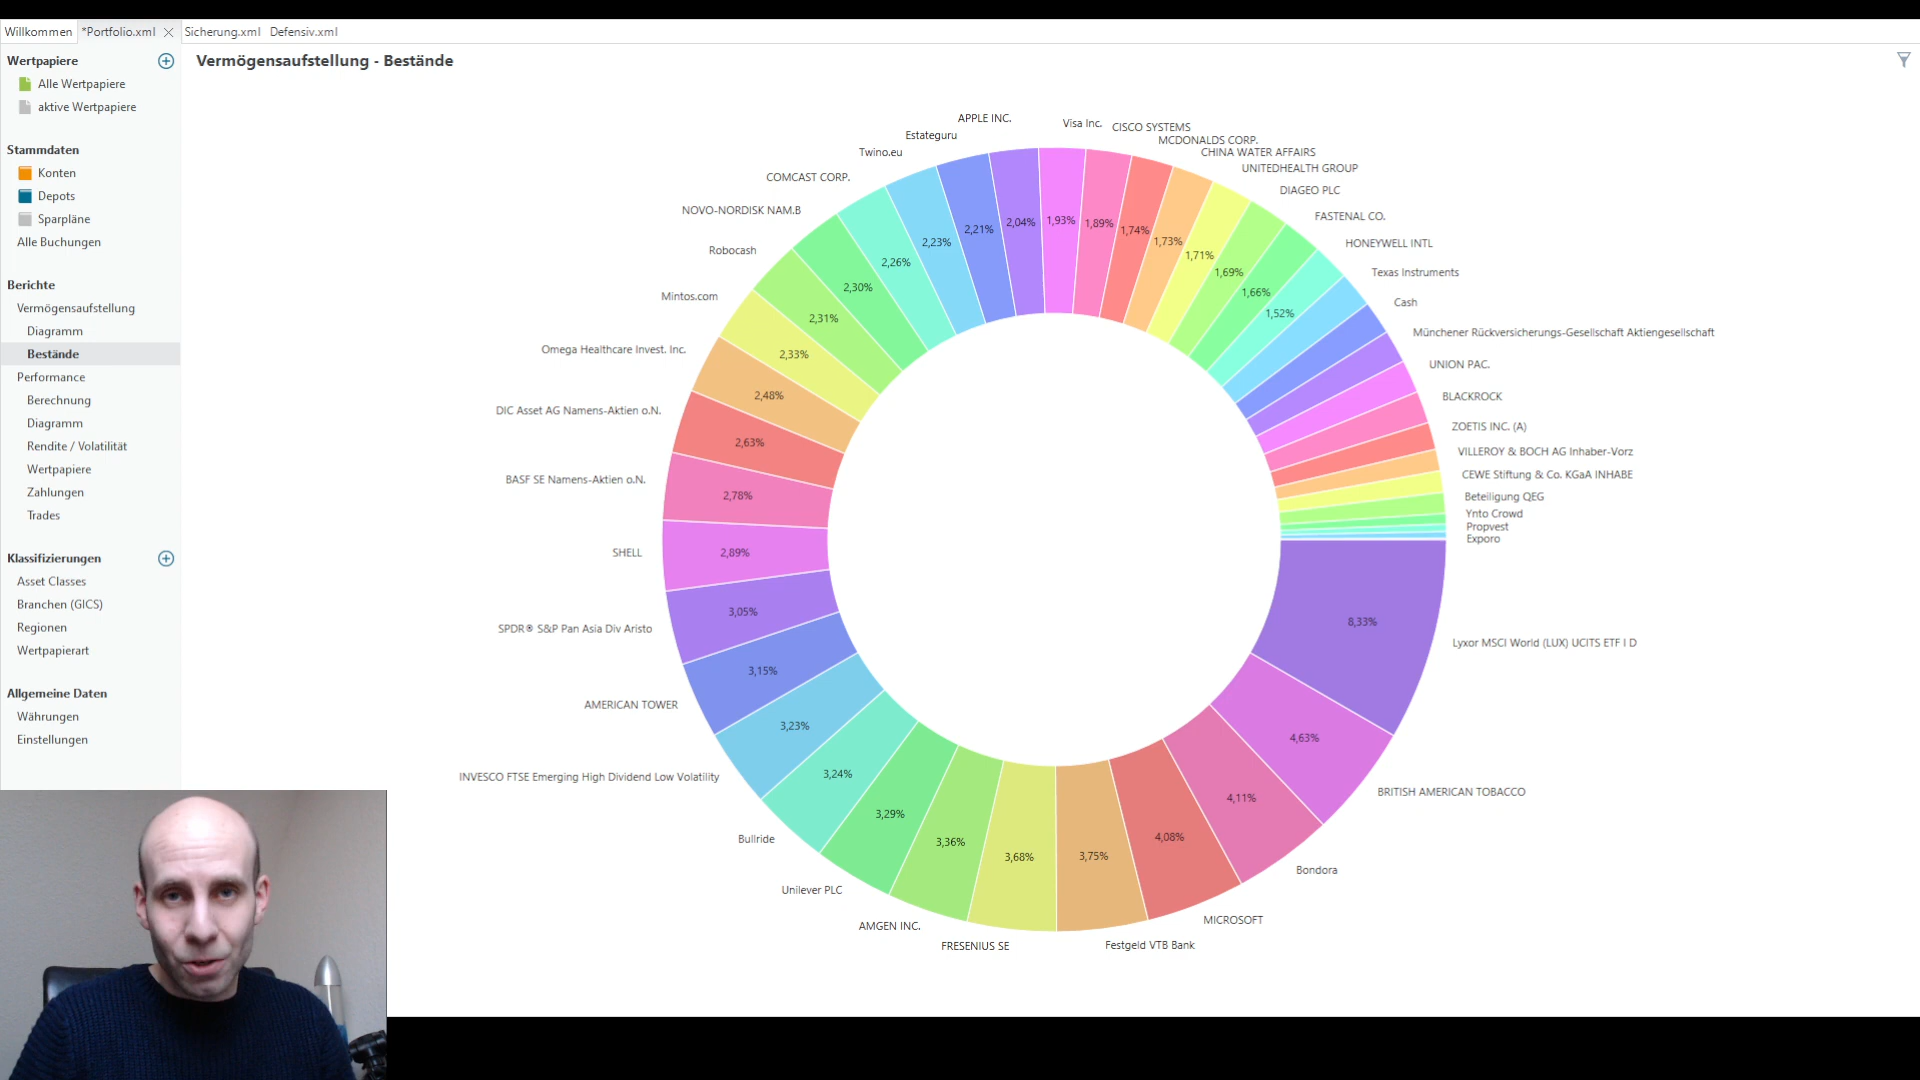 Willkommen
*Portfolio.xml
Sicherung.xml
Defensiv.xml
Wertpapiere
Alle Wertpapiere
aktive Wertpapiere
Stammdaten
Konten
Depots
Sparpläne
Alle Buchungen
Berichte
Vermögensaufstellung
Diagramm
Bestände
Performance
Berechnung
Diagramm
Rendite / Volatilität
Wertpapiere
Zahlungen
Trades
Klassifizierungen
Asset Classes
Branchen (GICS)
Regionen
Wertpapierart
Allgemeine Daten
Währungen
Einstellungen
Vermögensaufstellung - Bestände
APPLE INC.
Estateguru
Twino.eu
COMCAST CORP.
NOVO-NORDISK NAM.B
Robocash
Mintos.com
Omega Healthcare Invest. Inc.
DIC Asset AG Namens-Aktien o.N.
BASF SE Namens-Aktien o.N.
SHELL
SPDR® S&P Pan Asia Div Aristo
AMERICAN TOWER
INVESCO FTSE Emerging High Dividend Low Volatility
Bullride
Unilever PLC
AMGEN INC.
FRESENIUS SE
Festgeld VTB Bank
MICROSOFT
Bondora
BRITISH AMERICAN TOBACCO
Lyxor MSCI World (LUX) UCITS ETF I D
Visa Inc.
CISCO SYSTEMS
MCDONALDS CORP.
CHINA WATER AFFAIRS
UNITEDHEALTH GROUP
DIAGEO PLC
FASTENAL CO.
HONEYWELL INTL
Texas Instruments
Cash
Münchener Rückversicherungs-Gesellschaft Aktiengesellschaft
UNION PAC.
BLACKROCK
ZOETIS INC. (A)
VILLEROY & BOCH AG Inhaber-Vorz
CEWE Stiftung & Co. KGaA INHABE
Beteiligung QEG
Ynto Crowd
Propvest
Exporo
2,04%
2,21%
2,23%
2,26%
2,30%
2,31%
2,33%
2,48%
2,63%
2,78%
2,89%
3,05%
3,15%
3,23%
3,24%
3,29%
3,36%
3,68%
3,75%
4,08%
4,11%
4,63%
8,33%
1,93%
1,89%
1,74%
1,73%
1,71%
1,69%
1,66%
1,52%